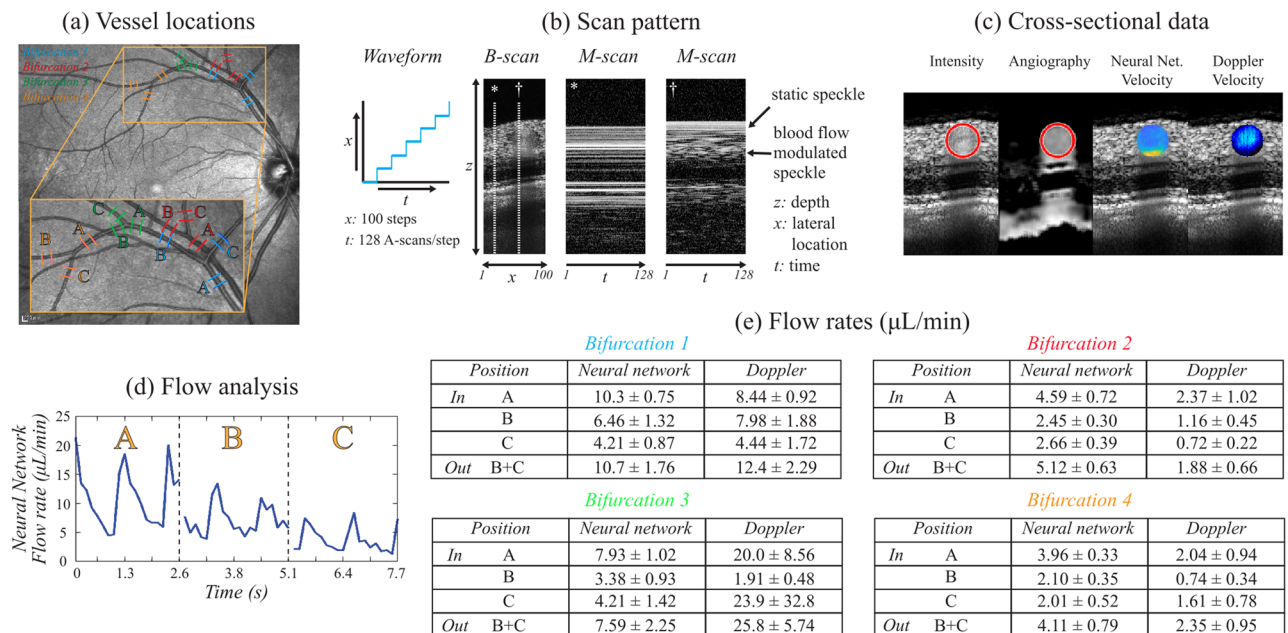 (a) Vessel locations
Bifurcation 1
Bifurcation 2
Bifurcation 3
Bifurcation 4
C A B C
B A B A C
C B
A
(b) Scan pattern
Waveform B-scan M-scan M-scan
* † * †
x
t
z
x: 100 steps
t: 128 A-scans/step
1 x 100 1 t 128 1 t 128
static speckle
blood flow
modulated
speckle
z: depth
x: lateral
location
t: time
(c) Cross-sectional data
Intensity Angiography Neural Net. Velocity Doppler Velocity
(d) Flow analysis
Neural Network
Flow rate (μL/min)
25
20
15
10
5
0
A B C
0 1.3 2.6 3.8 5.1 6.4 7.7
Time (s)
(e) Flow rates (μL/min)
Bifurcation 1
Position Neural network Doppler
In A 10.3 ± 0.75 8.44 ± 0.92
B 6.46 ± 1.32 7.98 ± 1.88
C 4.21 ± 0.87 4.44 ± 1.72
Out B+C 10.7 ± 1.76 12.4 ± 2.29
Bifurcation 2
Position Neural network Doppler
In A 4.59 ± 0.72 2.37 ± 1.02
B 2.45 ± 0.30 1.16 ± 0.45
C 2.66 ± 0.39 0.72 ± 0.22
Out B+C 5.12 ± 0.63 1.88 ± 0.66
Bifurcation 3
Position Neural network Doppler
In A 7.93 ± 1.02 20.0 ± 8.56
B 3.38 ± 0.93 1.91 ± 0.48
C 4.21 ± 1.42 23.9 ± 32.8
Out B+C 7.59 ± 2.25 25.8 ± 5.74
Bifurcation 4
Position Neural network Doppler
In A 3.96 ± 0.33 2.04 ± 0.94
B 2.10 ± 0.35 0.74 ± 0.34
C 2.01 ± 0.52 1.61 ± 0.78
Out B+C 4.11 ± 0.79 2.35 ± 0.95